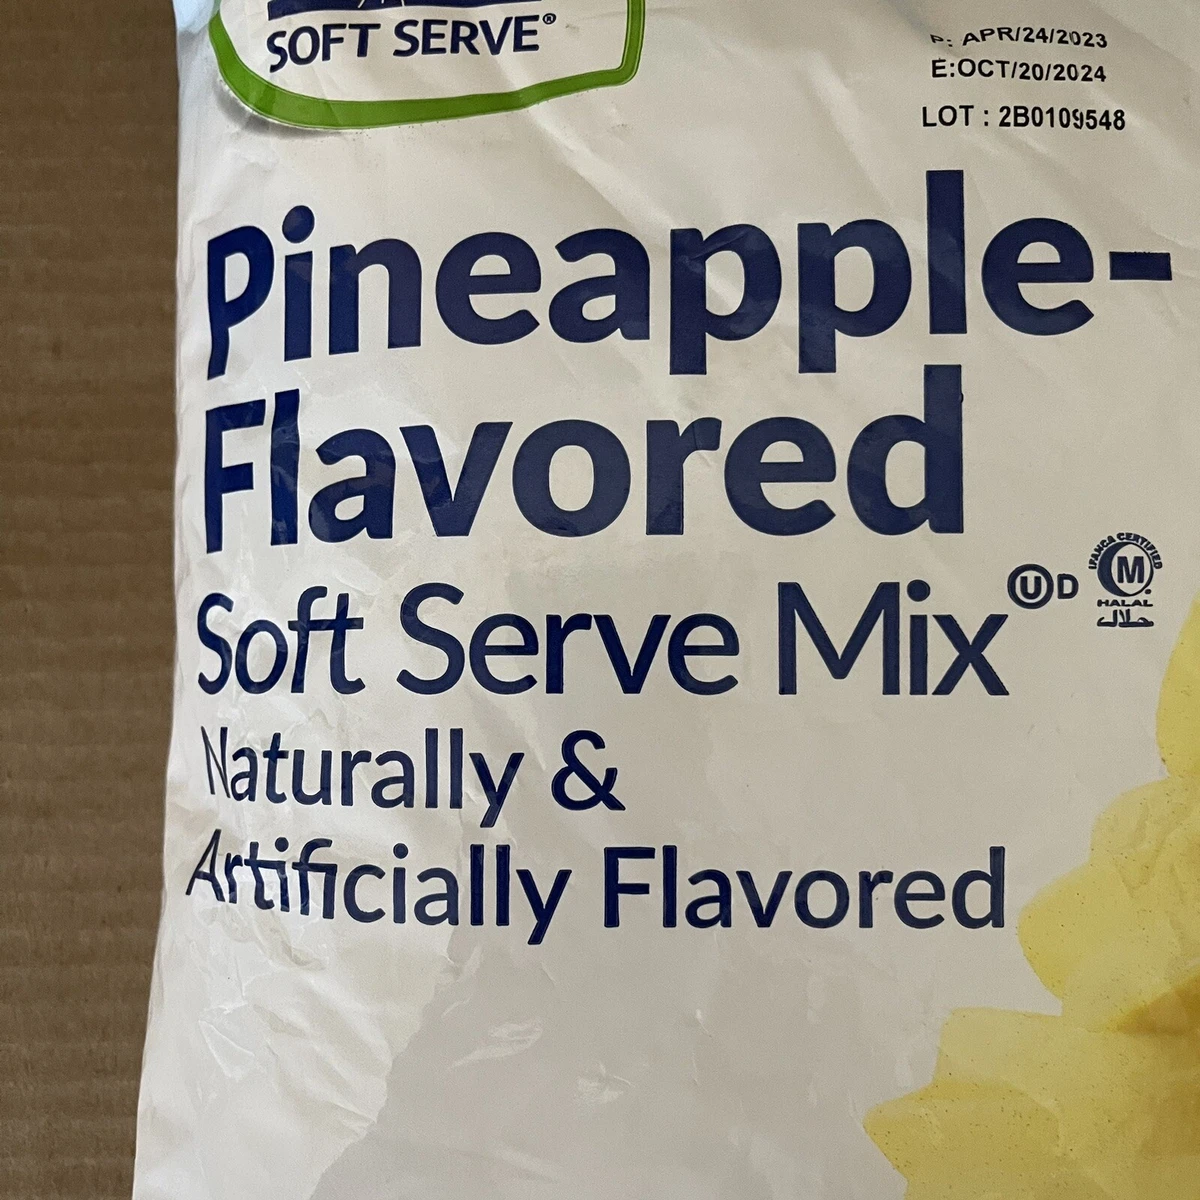 SOFT SERVE®
P: APR/24/2023
E:OCT/20/2024
LOT : 2B0109548
Pineapple-
Flavored
Soft Serve Mix
U D
IFANCA CERTIFIED
M
HALAL
حلال
Naturally &
Artificially Flavored